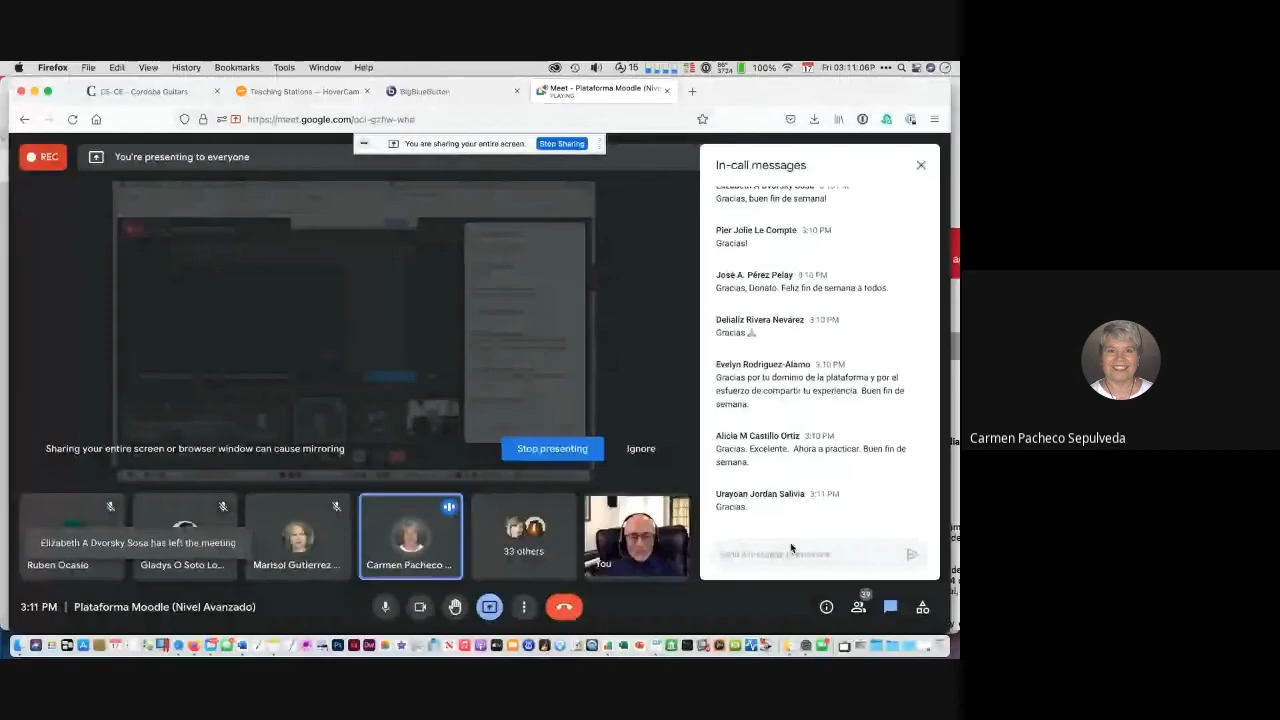 Firefox File Edit View History Bookmarks Tools Window Help
15
100%
Fri 03:11:06PM
CS-CE - Cordoba Guitars
Teaching Stations — HoverCam
BigBlueButton
Meet - Plataforma Moodle (Nive
PLAYING
You are sharing your entire screen. Stop Sharing
REC
You're presenting to everyone
In-call messages
Elizabeth A Dvorsky Sosa
Gracias, buen fin de semana!
Pier Jolie Le Compte 3:10 PM
Gracias!
José A. Pérez Pelay 3:10 PM
Gracias, Donato. Feliz fin de semana a todos.
Delializ Rivera Nevárez 3:10 PM
Gracias
Evelyn Rodriguez-Alamo 3:10 PM
Gracias por tu dominio de la plataforma y por el
esfuerzo de compartir tu experiencia. Buen fin de
semana.
Alicia M Castillo Ortiz 3:10 PM
Gracias. Excelente. Ahora a practicar. Buen fin de
semana.
Urayoan Jordan Salivia 3:11 PM
Gracias.
Sharing your entire screen or browser window can cause mirroring
Stop presenting
Ignore
Elizabeth A Dvorsky Sosa has left the meeting
Ruben Ocasio
Gladys O Soto Lo...
Marisol Gutierrez ...
Carmen Pacheco ...
33 others
You
3:11 PM | Plataforma Moodle (Nivel Avanzado)
39
Carmen Pacheco Sepulveda